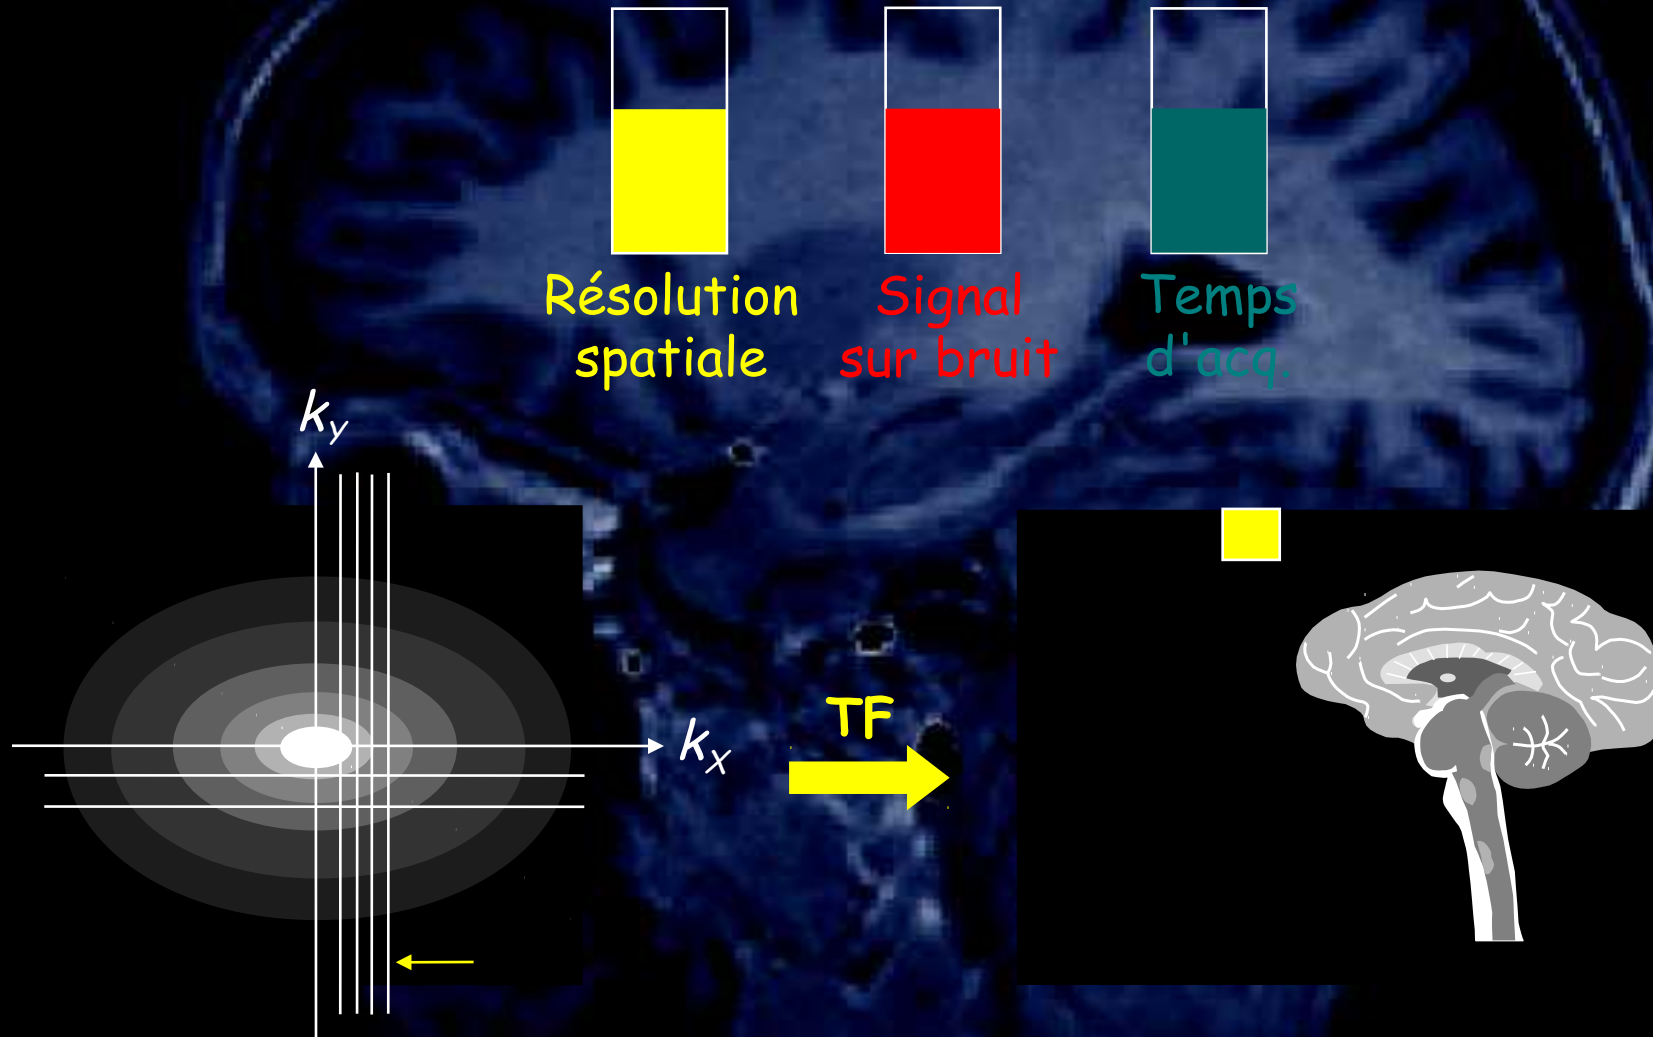 Résolution
spatiale
Signal
sur bruit
Temps
d'acq.
ky
kx
TF